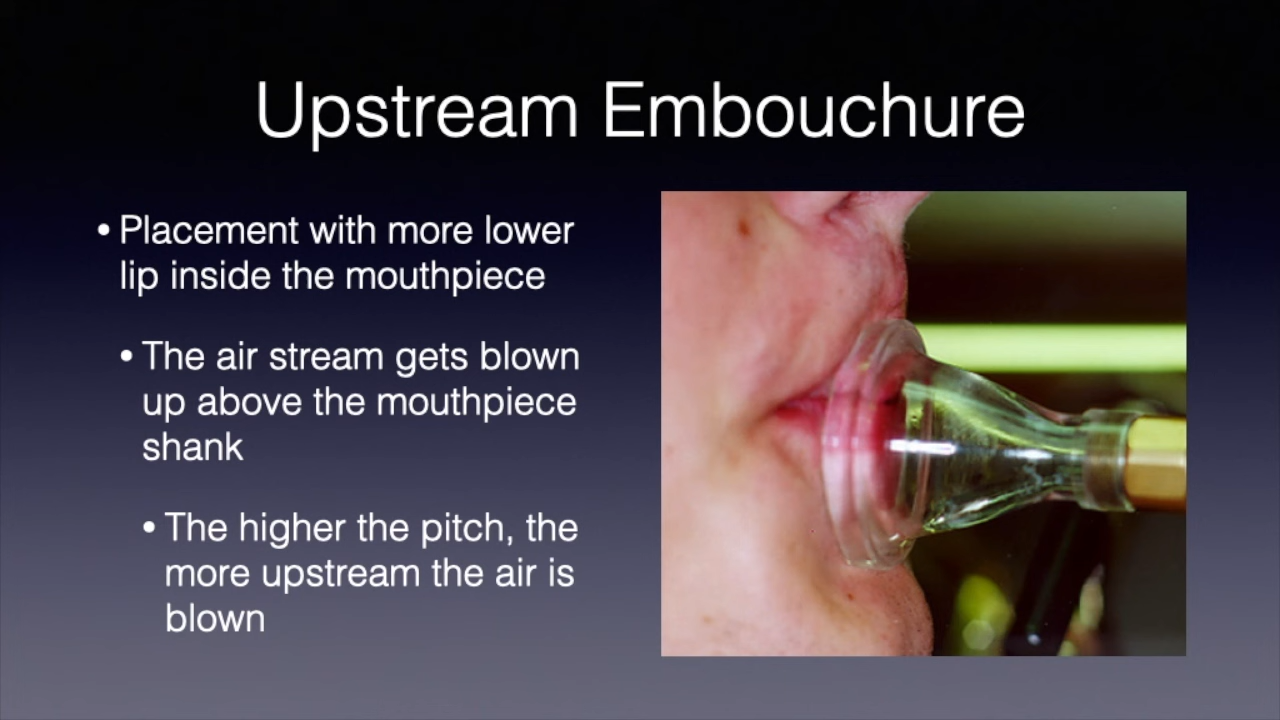 Upstream Embouchure
• Placement with more lower
lip inside the mouthpiece
• The air stream gets blown
up above the mouthpiece
shank
• The higher the pitch, the
more upstream the air is
blown